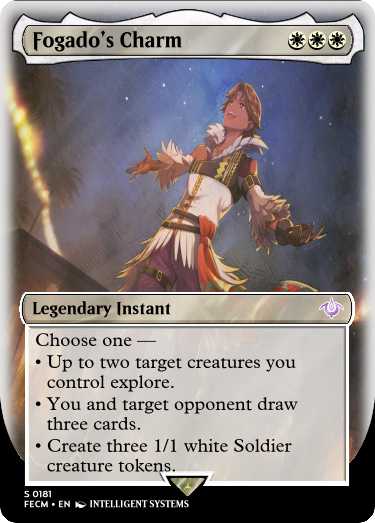 Fogado's Charm
Legendary Instant
Choose one —
• Up to two target creatures you
control explore.
• You and target opponent draw
three cards.
• Create three 1/1 white Soldier
creature tokens.
S 0181
FECM • EN INTELLIGENT SYSTEMS